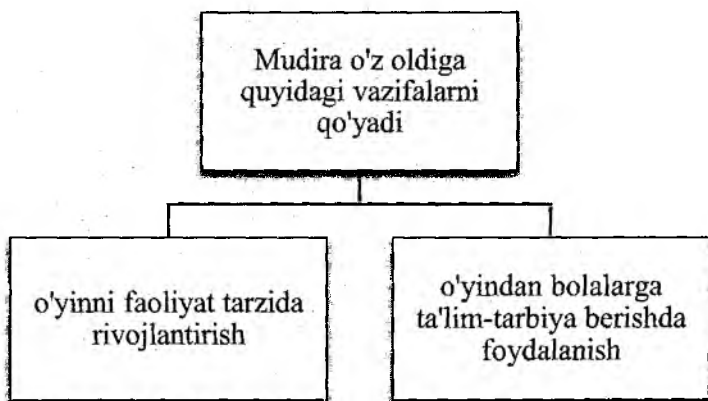 Mudira o'z oldiga
quyidagi vazifalarni
qo'yadi
o'yinni faoliyat tarzida
rivojlantirish
o'yindan bolalarga
ta'lim-tarbiya berishda
foydalanish